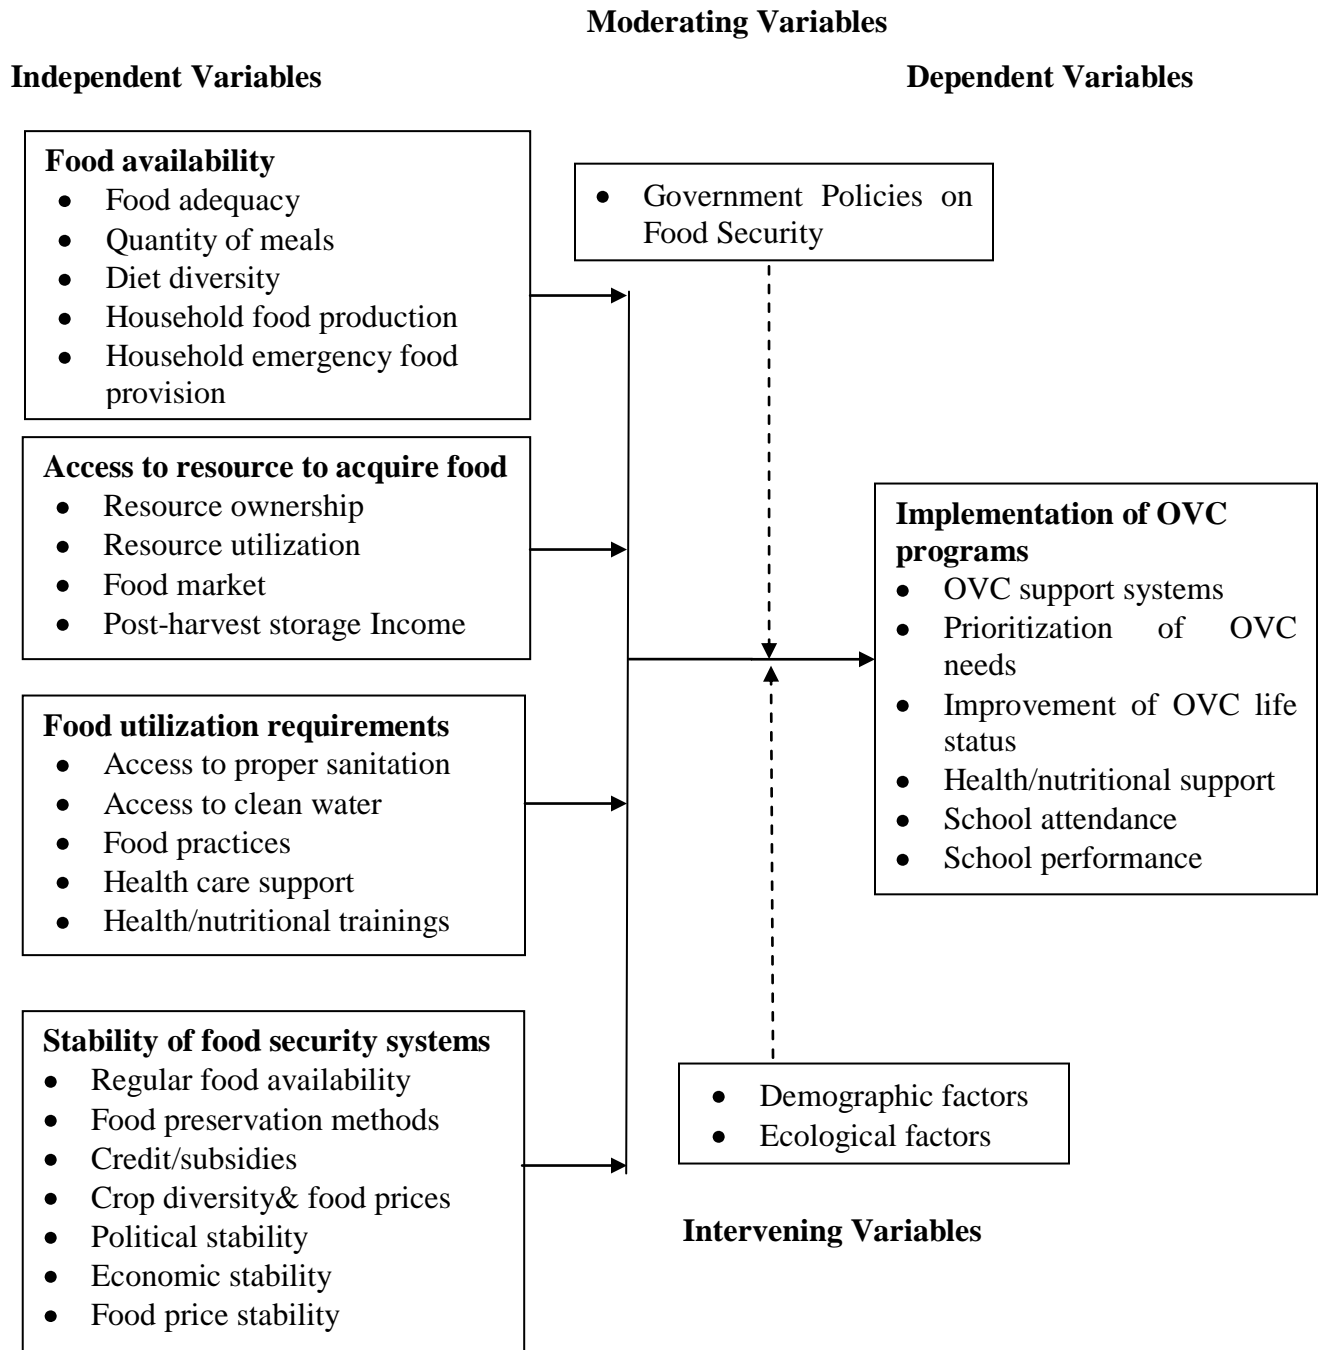 Moderating Variables
Independent Variables
Dependent Variables
Food availability
● Food adequacy
● Quantity of meals
● Diet diversity
● Household food production
● Household emergency food
provision
● Government Policies on
Food Security
Access to resource to acquire food
● Resource ownership
● Resource utilization
● Food market
● Post-harvest storage Income
Implementation of OVC
programs
● OVC support systems
● Prioritization of OVC
needs
● Improvement of OVC life
status
● Health/nutritional support
● School attendance
● School performance
Food utilization requirements
● Access to proper sanitation
● Access to clean water
● Food practices
● Health care support
● Health/nutritional trainings
Stability of food security systems
● Regular food availability
● Food preservation methods
● Credit/subsidies
● Crop diversity& food prices
● Political stability
● Economic stability
● Food price stability
● Demographic factors
● Ecological factors
Intervening Variables